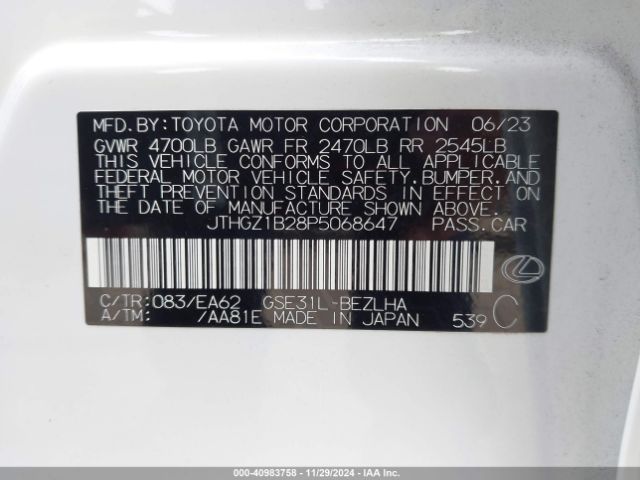 MFD.BY:TOYOTA MOTOR CORPORATION 06/23
GVWR 4700LB GAWR FR 2470LB RR 2545LB
THIS VEHICLE CONFORMS TO ALL APPLICABLE
FEDERAL MOTOR VEHICLE SAFETY,BUMPER,AND
THEFT PREVENTION STANDARDS IN EFFECT ON
THE DATE OF MANUFACTURE SHOWN ABOVE.
JTHGZ1B28P5068647 PASS.CAR
C/TR:083/EA62 GSE31L-BEZLHA
A/TM: /AA81E MADE IN JAPAN 539 C
000-40983758 - 11/29/2024 - IAA Inc.